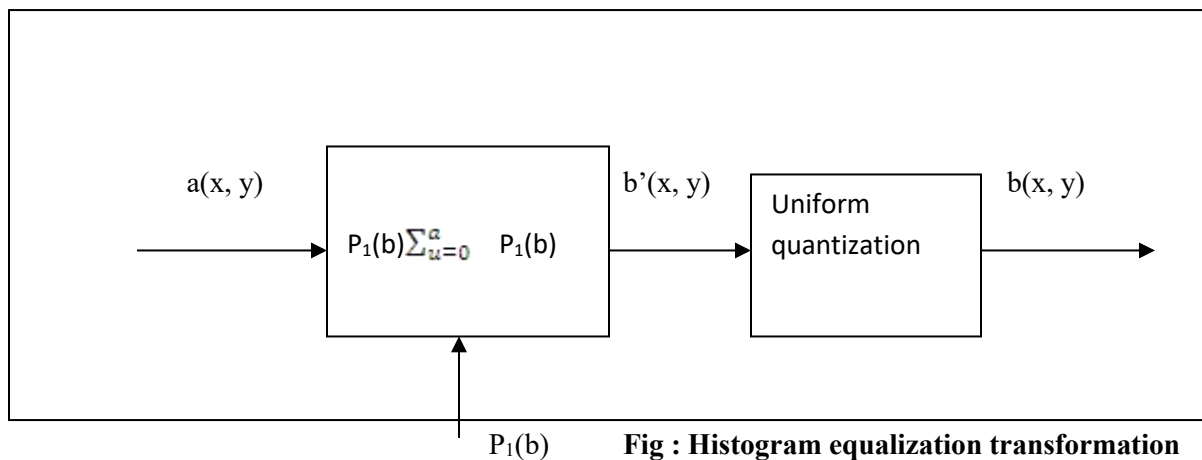 a(x, y)
b’(x, y)
b(x, y)
P₁(b)∑ᵃᵤ₌₀ P₁(b)
Uniform
quantization
P₁(b)
Fig : Histogram equalization transformation